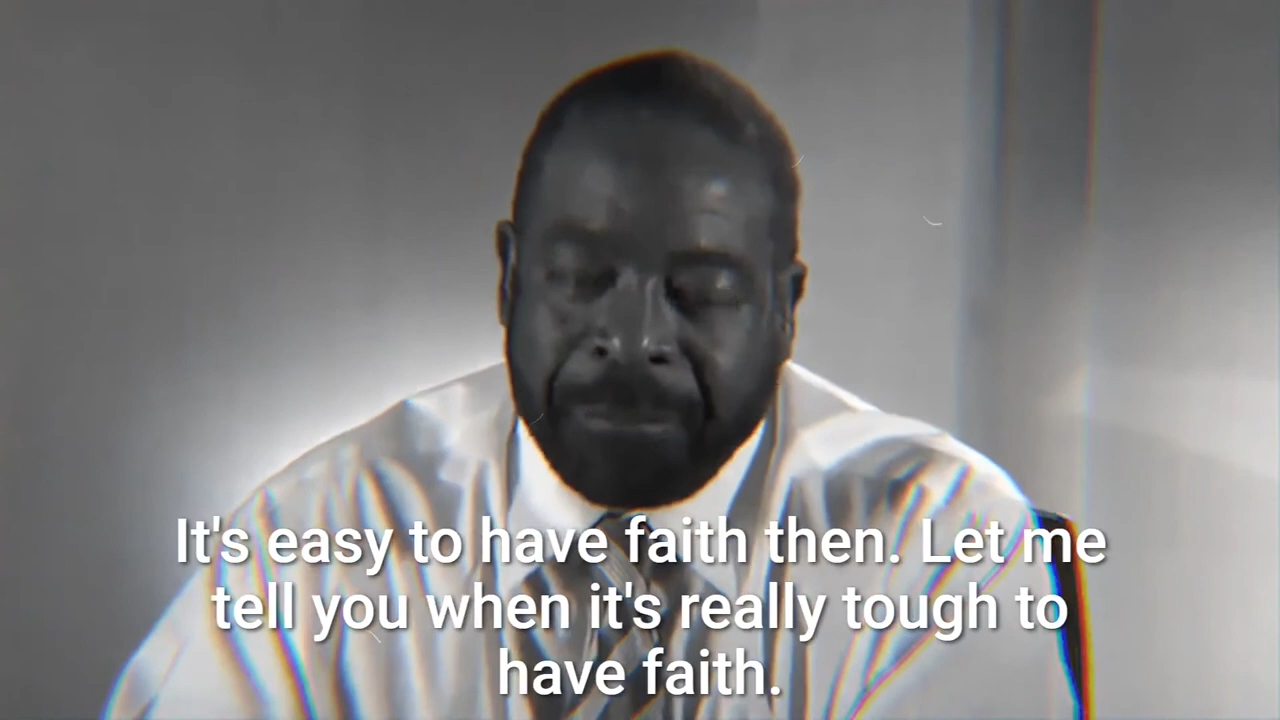 It's easy to have faith then. Let me
tell you when it's really tough to
have faith.